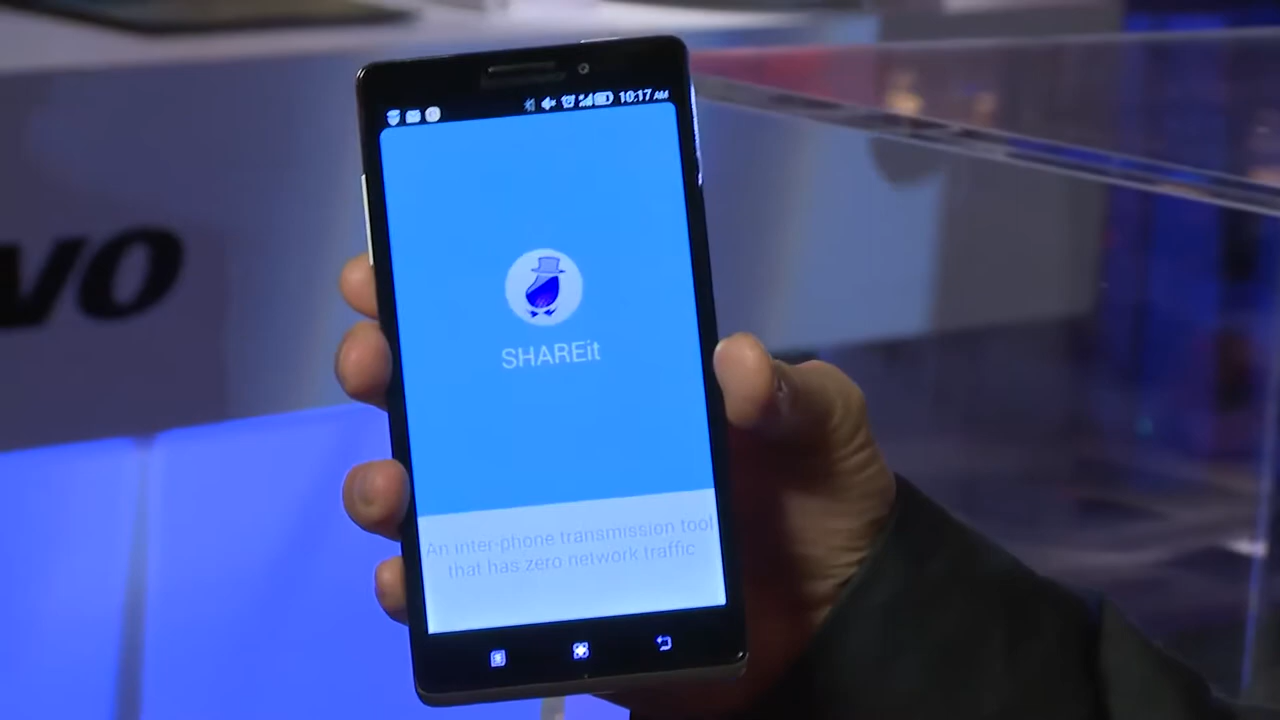 10:17 AM
vo
SHAREit
An inter-phone transmission tool
that has zero network traffic